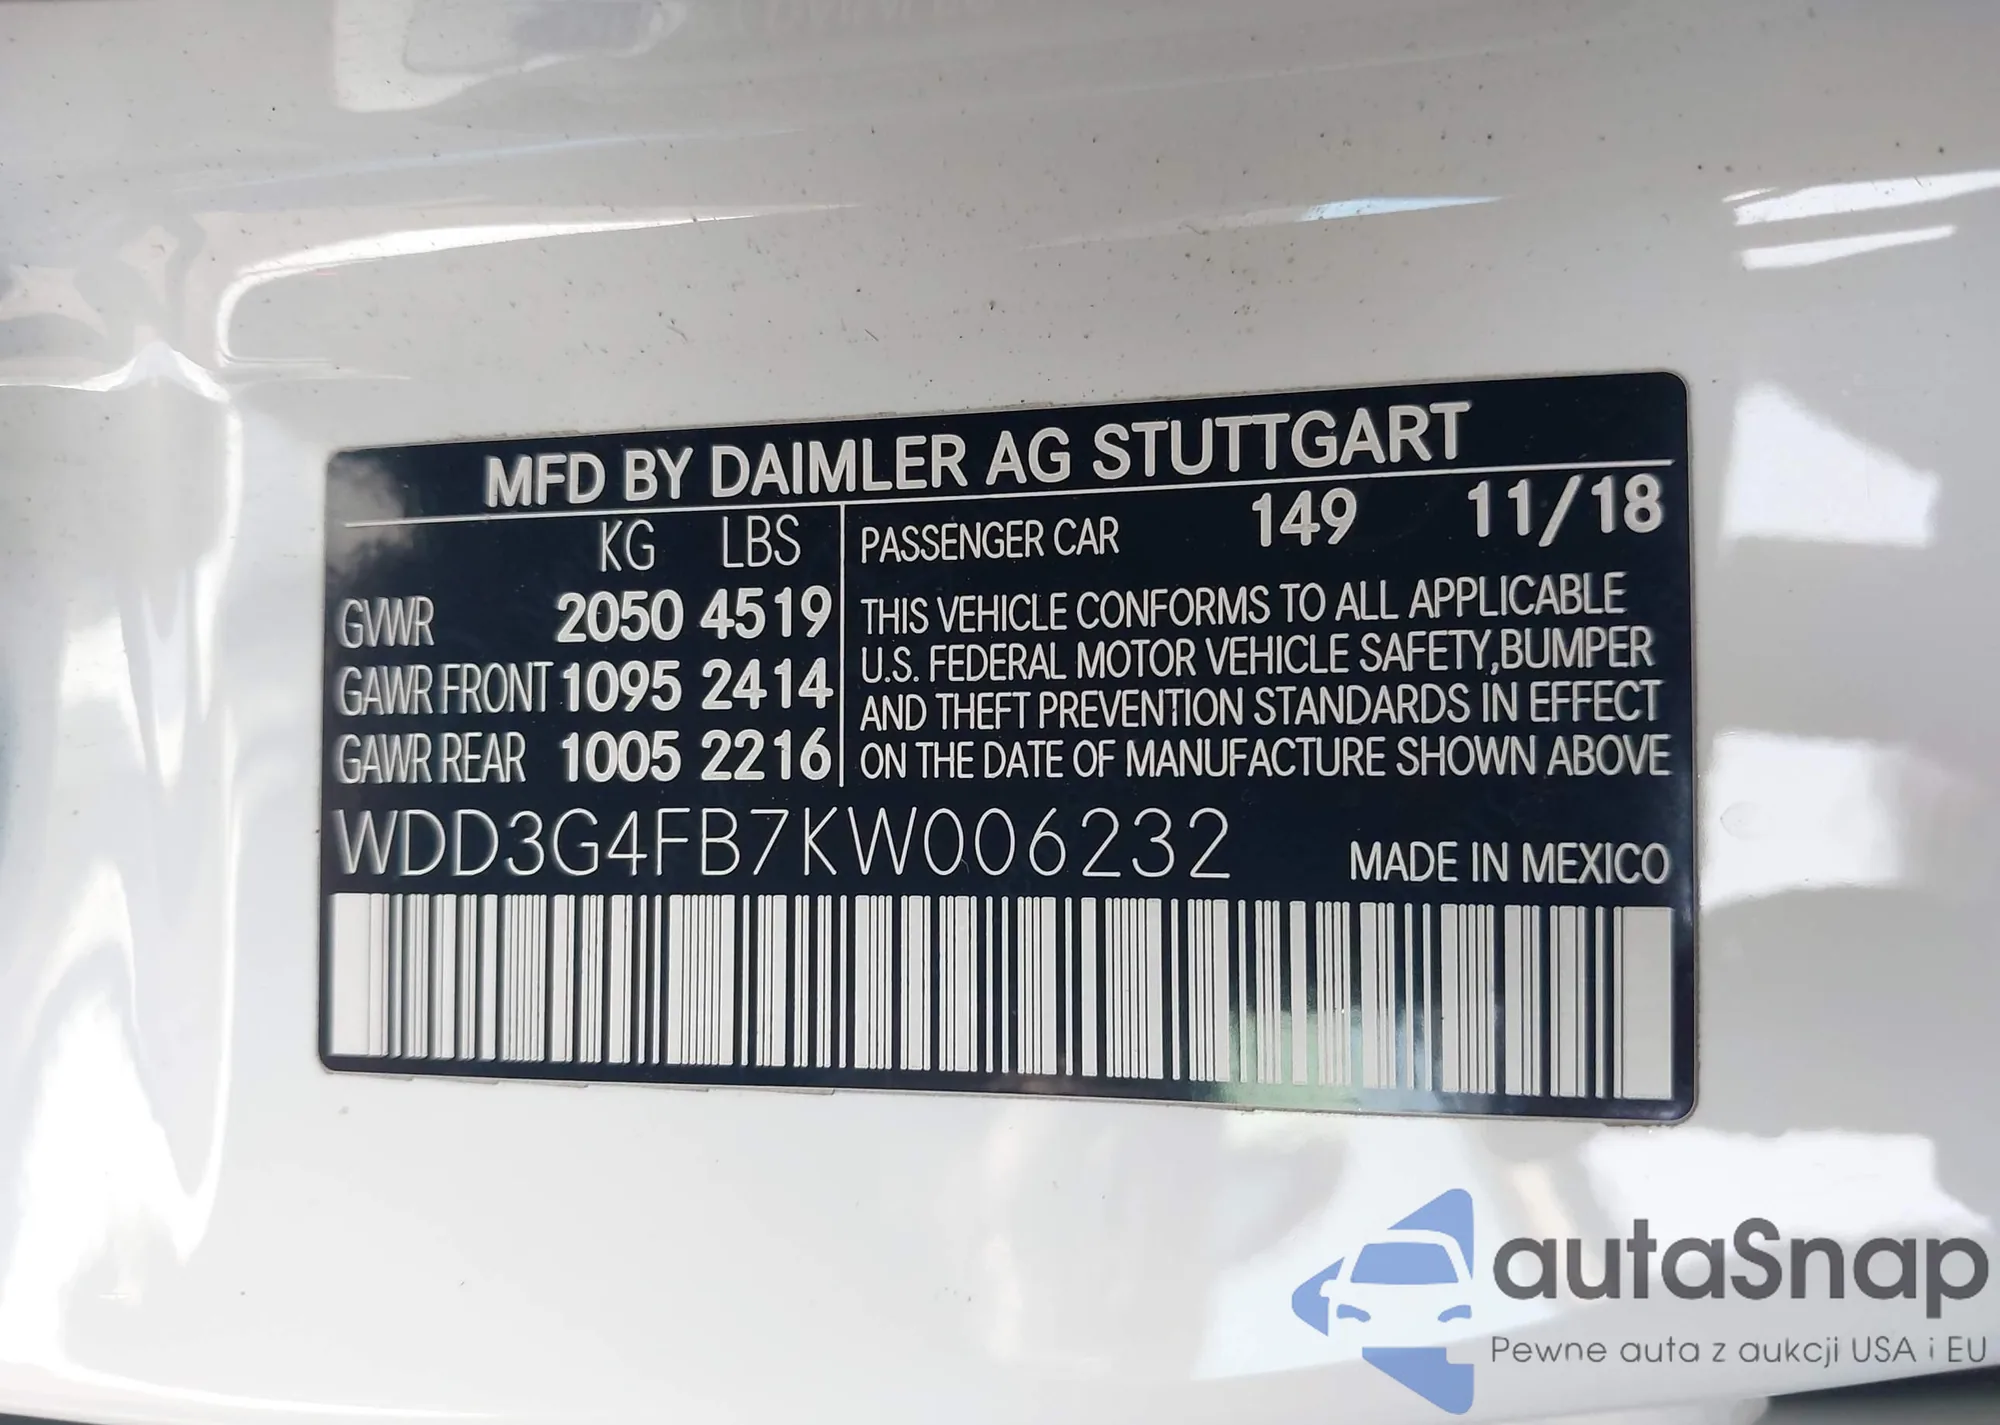 MFD BY DAIMLER AG STUTTGART
KG LBS
GVWR 2050 4519
GAWR FRONT 1095 2414
GAWR REAR 1005 2216
PASSENGER CAR 149 11/18
THIS VEHICLE CONFORMS TO ALL APPLICABLE
U.S. FEDERAL MOTOR VEHICLE SAFETY,BUMPER
AND THEFT PREVENTION STANDARDS IN EFFECT
ON THE DATE OF MANUFACTURE SHOWN ABOVE
WDD3G4FB7KW006232
MADE IN MEXICO
autaSnap
Pewne auta z aukcji USA i EU